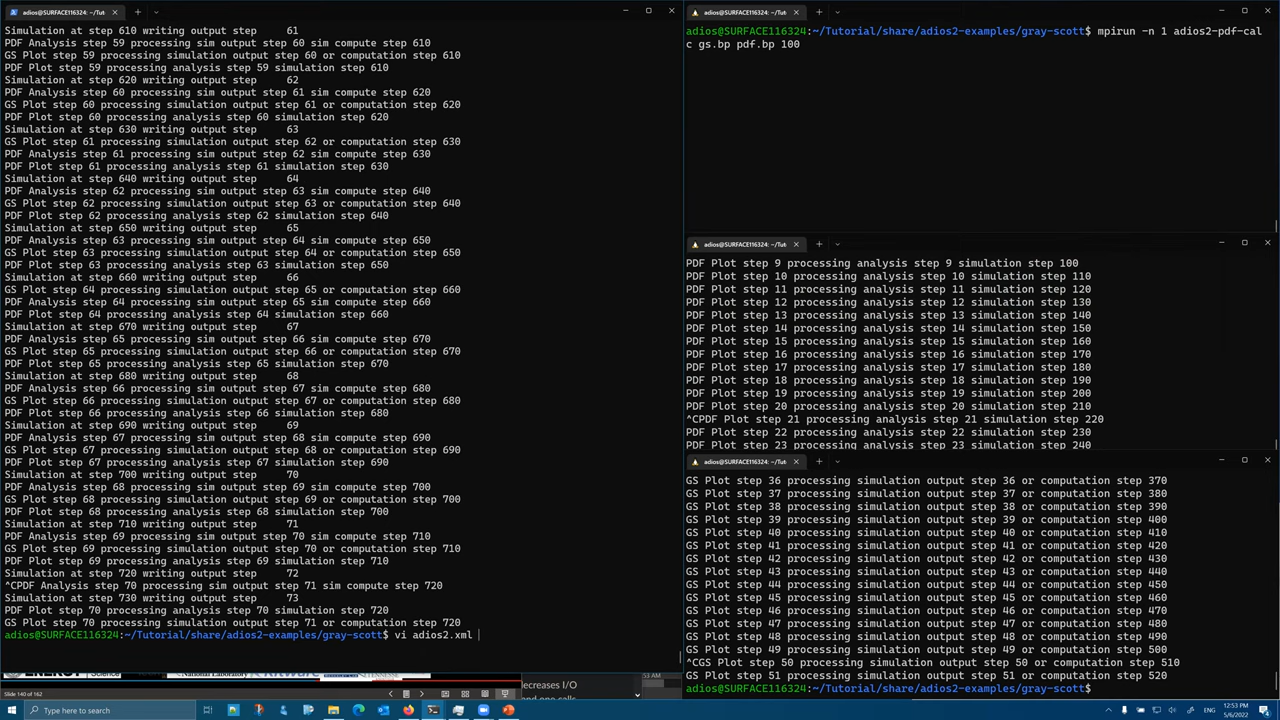 adios@SURFACE116324: ~/Tut
Simulation at step 610 writing output step 61
PDF Analysis step 59 processing sim output step 60 sim compute step 610
GS Plot step 59 processing simulation output step 60 or computation step 610
PDF Plot step 59 processing analysis step 59 simulation step 610
Simulation at step 620 writing output step 62
PDF Analysis step 60 processing sim output step 61 sim compute step 620
GS Plot step 60 processing simulation output step 61 or computation step 620
PDF Plot step 60 processing analysis step 60 simulation step 620
Simulation at step 630 writing output step 63
GS Plot step 61 processing simulation output step 62 or computation step 630
PDF Analysis step 61 processing sim output step 62 sim compute step 630
PDF Plot step 61 processing analysis step 61 simulation step 630
Simulation at step 640 writing output step 64
PDF Analysis step 62 processing sim output step 63 sim compute step 640
GS Plot step 62 processing simulation output step 63 or computation step 640
PDF Plot step 62 processing analysis step 62 simulation step 640
Simulation at step 650 writing output step 65
PDF Analysis step 63 processing sim output step 64 sim compute step 650
GS Plot step 63 processing simulation output step 64 or computation step 650
PDF Plot step 63 processing analysis step 63 simulation step 650
Simulation at step 660 writing output step 66
GS Plot step 64 processing simulation output step 65 or computation step 660
PDF Analysis step 64 processing sim output step 65 sim compute step 660
PDF Plot step 64 processing analysis step 64 simulation step 660
Simulation at step 670 writing output step 67
PDF Analysis step 65 processing sim output step 66 sim compute step 670
GS Plot step 65 processing simulation output step 66 or computation step 670
PDF Plot step 65 processing analysis step 65 simulation step 670
Simulation at step 680 writing output step 68
PDF Analysis step 66 processing sim output step 67 sim compute step 680
GS Plot step 66 processing simulation output step 67 or computation step 680
PDF Plot step 66 processing analysis step 66 simulation step 680
Simulation at step 690 writing output step 69
PDF Analysis step 67 processing sim output step 68 sim compute step 690
GS Plot step 67 processing simulation output step 68 or computation step 690
PDF Plot step 67 processing analysis step 67 simulation step 690
Simulation at step 700 writing output step 70
PDF Analysis step 68 processing sim output step 69 sim compute step 700
GS Plot step 68 processing simulation output step 69 or computation step 700
PDF Plot step 68 processing analysis step 68 simulation step 700
Simulation at step 710 writing output step 71
PDF Analysis step 69 processing sim output step 70 sim compute step 710
GS Plot step 69 processing simulation output step 70 or computation step 710
PDF Plot step 69 processing analysis step 69 simulation step 710
Simulation at step 720 writing output step 72
^CPDF Analysis step 70 processing sim output step 71 sim compute step 720
Simulation at step 730 writing output step 73
PDF Plot step 70 processing analysis step 70 simulation step 720
GS Plot step 70 processing simulation output step 71 or computation step 720
adios@SURFACE116324:~/Tutorial/share/adios2-examples/gray-scott$ vi adios2.xml
adios@SURFACE116324: ~/Tut
adios@SURFACE116324:~/Tutorial/share/adios2-examples/gray-scott$ mpirun -n 1 adios2-pdf-cal
c gs.bp pdf.bp 100
adios@SURFACE116324: ~/Tut
PDF Plot step 9 processing analysis step 9 simulation step 100
PDF Plot step 10 processing analysis step 10 simulation step 110
PDF Plot step 11 processing analysis step 11 simulation step 120
PDF Plot step 12 processing analysis step 12 simulation step 130
PDF Plot step 13 processing analysis step 13 simulation step 140
PDF Plot step 14 processing analysis step 14 simulation step 150
PDF Plot step 15 processing analysis step 15 simulation step 160
PDF Plot step 16 processing analysis step 16 simulation step 170
PDF Plot step 17 processing analysis step 17 simulation step 180
PDF Plot step 18 processing analysis step 18 simulation step 190
PDF Plot step 19 processing analysis step 19 simulation step 200
PDF Plot step 20 processing analysis step 20 simulation step 210
^CPDF Plot step 21 processing analysis step 21 simulation step 220
PDF Plot step 22 processing analysis step 22 simulation step 230
PDF Plot step 23 processing analysis step 23 simulation step 240
adios@SURFACE116324: ~/Tut
GS Plot step 36 processing simulation output step 36 or computation step 370
GS Plot step 37 processing simulation output step 37 or computation step 380
GS Plot step 38 processing simulation output step 38 or computation step 390
GS Plot step 39 processing simulation output step 39 or computation step 400
GS Plot step 40 processing simulation output step 40 or computation step 410
GS Plot step 41 processing simulation output step 41 or computation step 420
GS Plot step 42 processing simulation output step 42 or computation step 430
GS Plot step 43 processing simulation output step 43 or computation step 440
GS Plot step 44 processing simulation output step 44 or computation step 450
GS Plot step 45 processing simulation output step 45 or computation step 460
GS Plot step 46 processing simulation output step 46 or computation step 470
GS Plot step 47 processing simulation output step 47 or computation step 480
GS Plot step 48 processing simulation output step 48 or computation step 490
GS Plot step 49 processing simulation output step 49 or computation step 500
^CGS Plot step 50 processing simulation output step 50 or computation step 510
GS Plot step 51 processing simulation output step 51 or computation step 520
adios@SURFACE116324:~/Tutorial/share/adios2-examples/gray-scott$
ecreases I/O
Slide 140 of 162
Type here to search
ENG
12:53 PM
5/6/2022